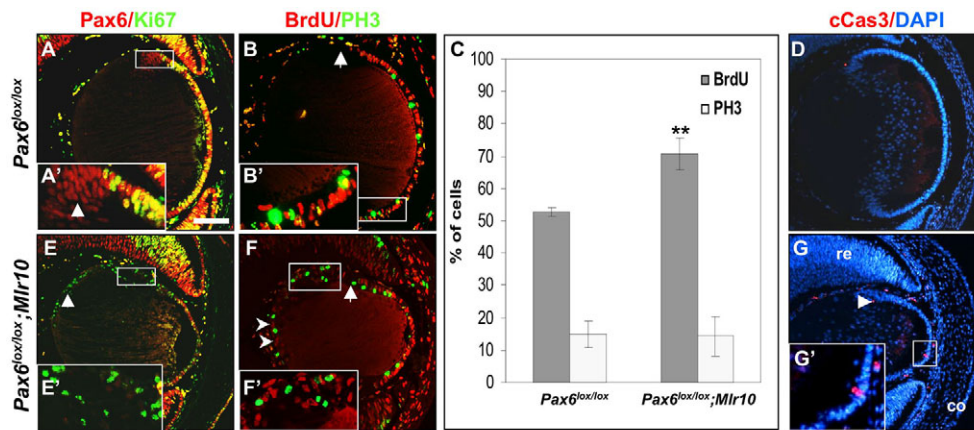 Pax6/Ki67
BrdU/PH3
cCas3/DAPI
Pax6lox/lox
A
A'
B
B'
C
% of cells
100
90
80
70
60
50
40
30
20
10
0
**
BrdU
PH3
Pax6lox/lox
Pax6lox/lox;Mlr10
D
Pax6lox/lox;Mlr10
E
E'
F
F'
G
re
G'
co